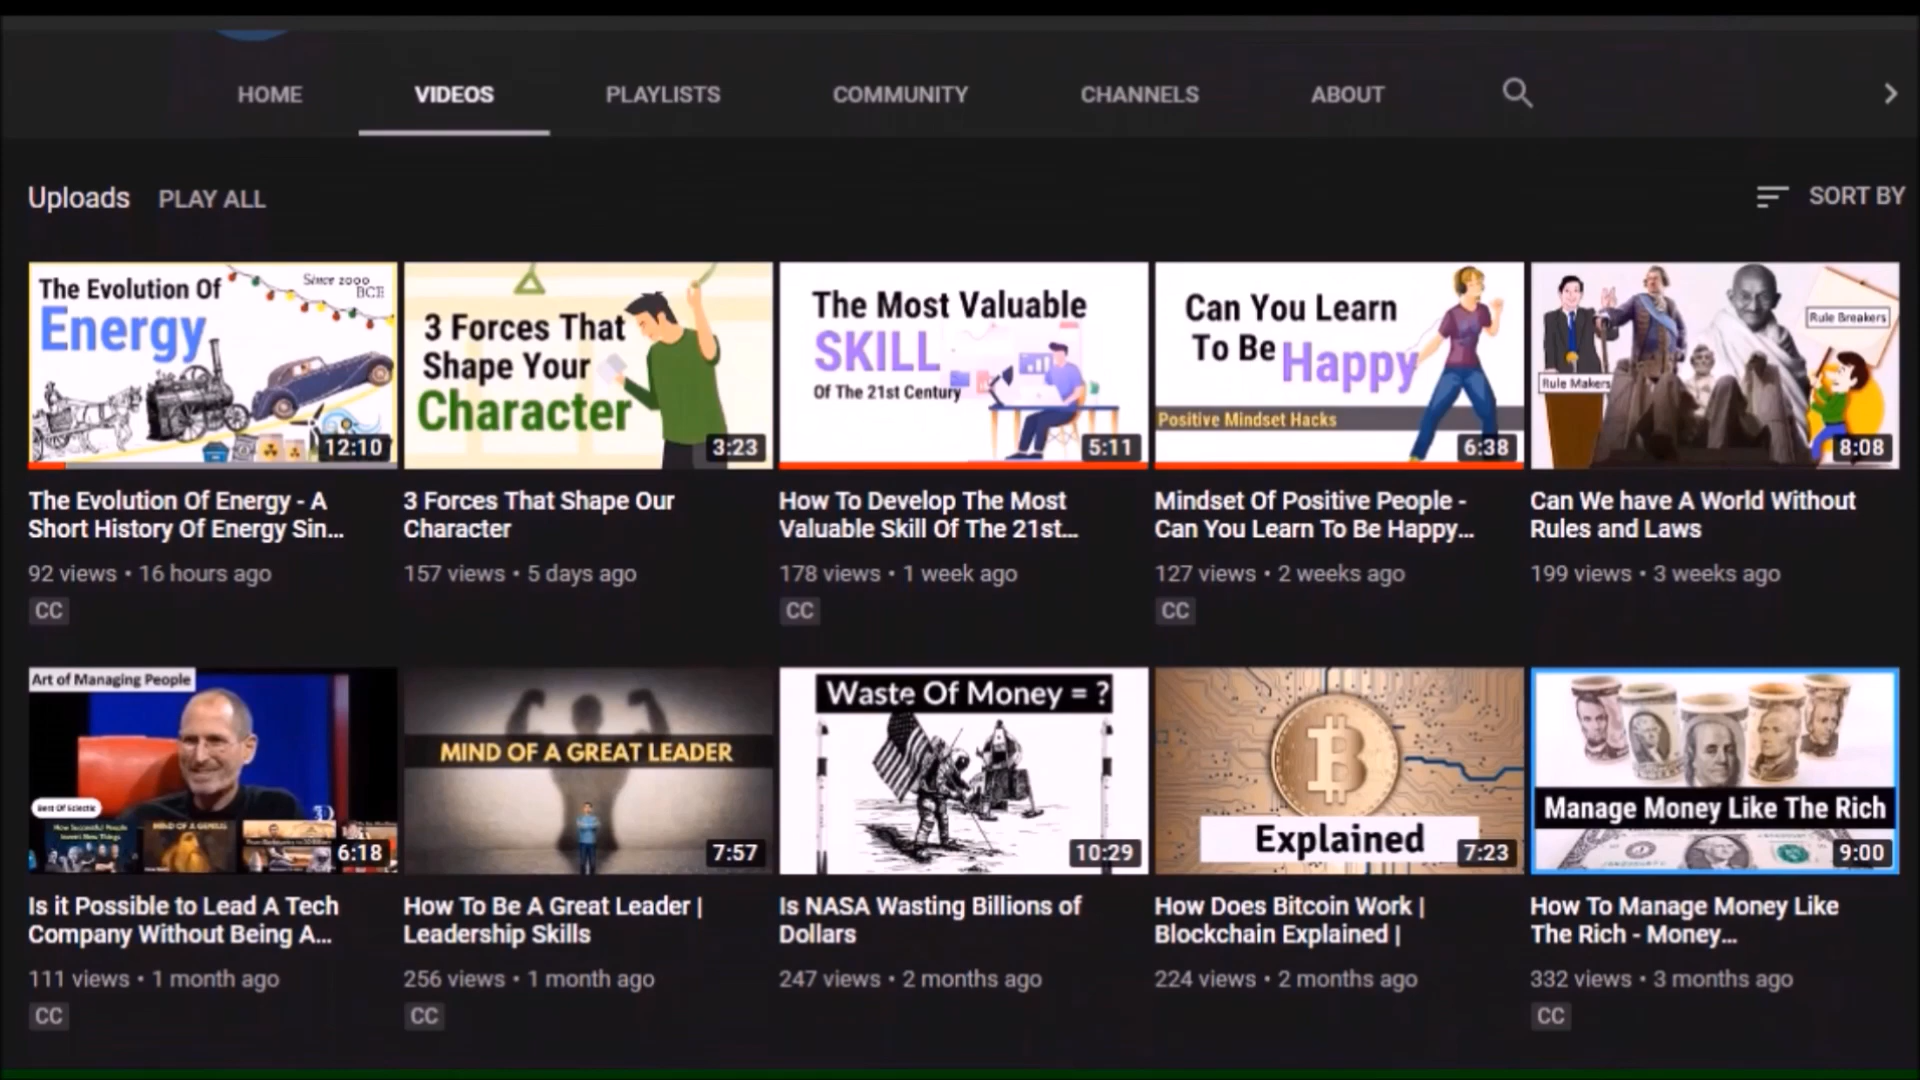 HOME VIDEOS PLAYLISTS COMMUNITY CHANNELS ABOUT
Uploads PLAY ALL SORT BY
The Evolution Of
Energy
Since 2000
BCE
12:10
The Evolution Of Energy - A
Short History Of Energy Sin...
92 views • 16 hours ago
CC
3 Forces That
Shape Your
Character
3:23
3 Forces That Shape Our
Character
157 views • 5 days ago
The Most Valuable
SKILL
Of The 21st Century
5:11
How To Develop The Most
Valuable Skill Of The 21st...
178 views • 1 week ago
CC
Can You Learn
To Be Happy
Positive Mindset Hacks
6:38
Mindset Of Positive People -
Can You Learn To Be Happy...
127 views • 2 weeks ago
CC
Rule Breakers
Rule Makers
8:08
Can We have A World Without
Rules and Laws
199 views • 3 weeks ago
Art of Managing People
Best Of Eclectic
How Successful People
MIND OF A GENIUS
6:18
Is it Possible to Lead A Tech
Company Without Being A...
111 views • 1 month ago
CC
MIND OF A GREAT LEADER
7:57
How To Be A Great Leader |
Leadership Skills
256 views • 1 month ago
CC
Waste Of Money = ?
10:29
Is NASA Wasting Billions of
Dollars
247 views • 2 months ago
Explained
7:23
How Does Bitcoin Work |
Blockchain Explained |
224 views • 2 months ago
Manage Money Like The Rich
9:00
How To Manage Money Like
The Rich - Money...
332 views • 3 months ago
CC